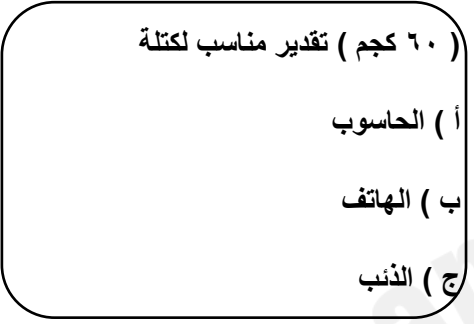 ( ٦٠ كجم ) تقدير مناسب لكتلة
أ ) الحاسوب
ب ) الهاتف
ج ) الذئب